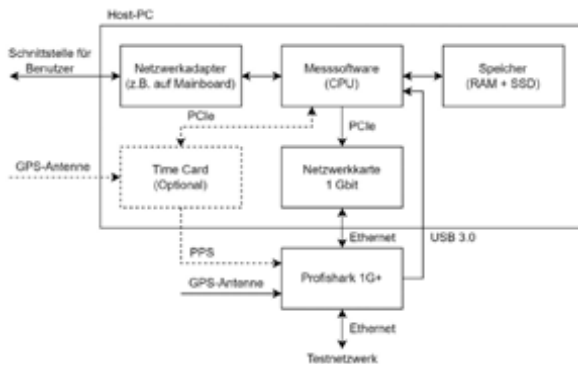 Host-PC
Schnittstelle für
Benutzer
Netzwerkadapter
(z.B. auf Mainboard)
Messsoftware
(CPU)
Speicher
(RAM + SSD)
PCIe
PCIe
GPS-Antenne
Time Card
(Optional)
Netzwerkkarte
1 Gbit
Ethernet
USB 3.0
PPS
GPS-Antenne
Profishark 1G+
Ethernet
Testnetzwerk